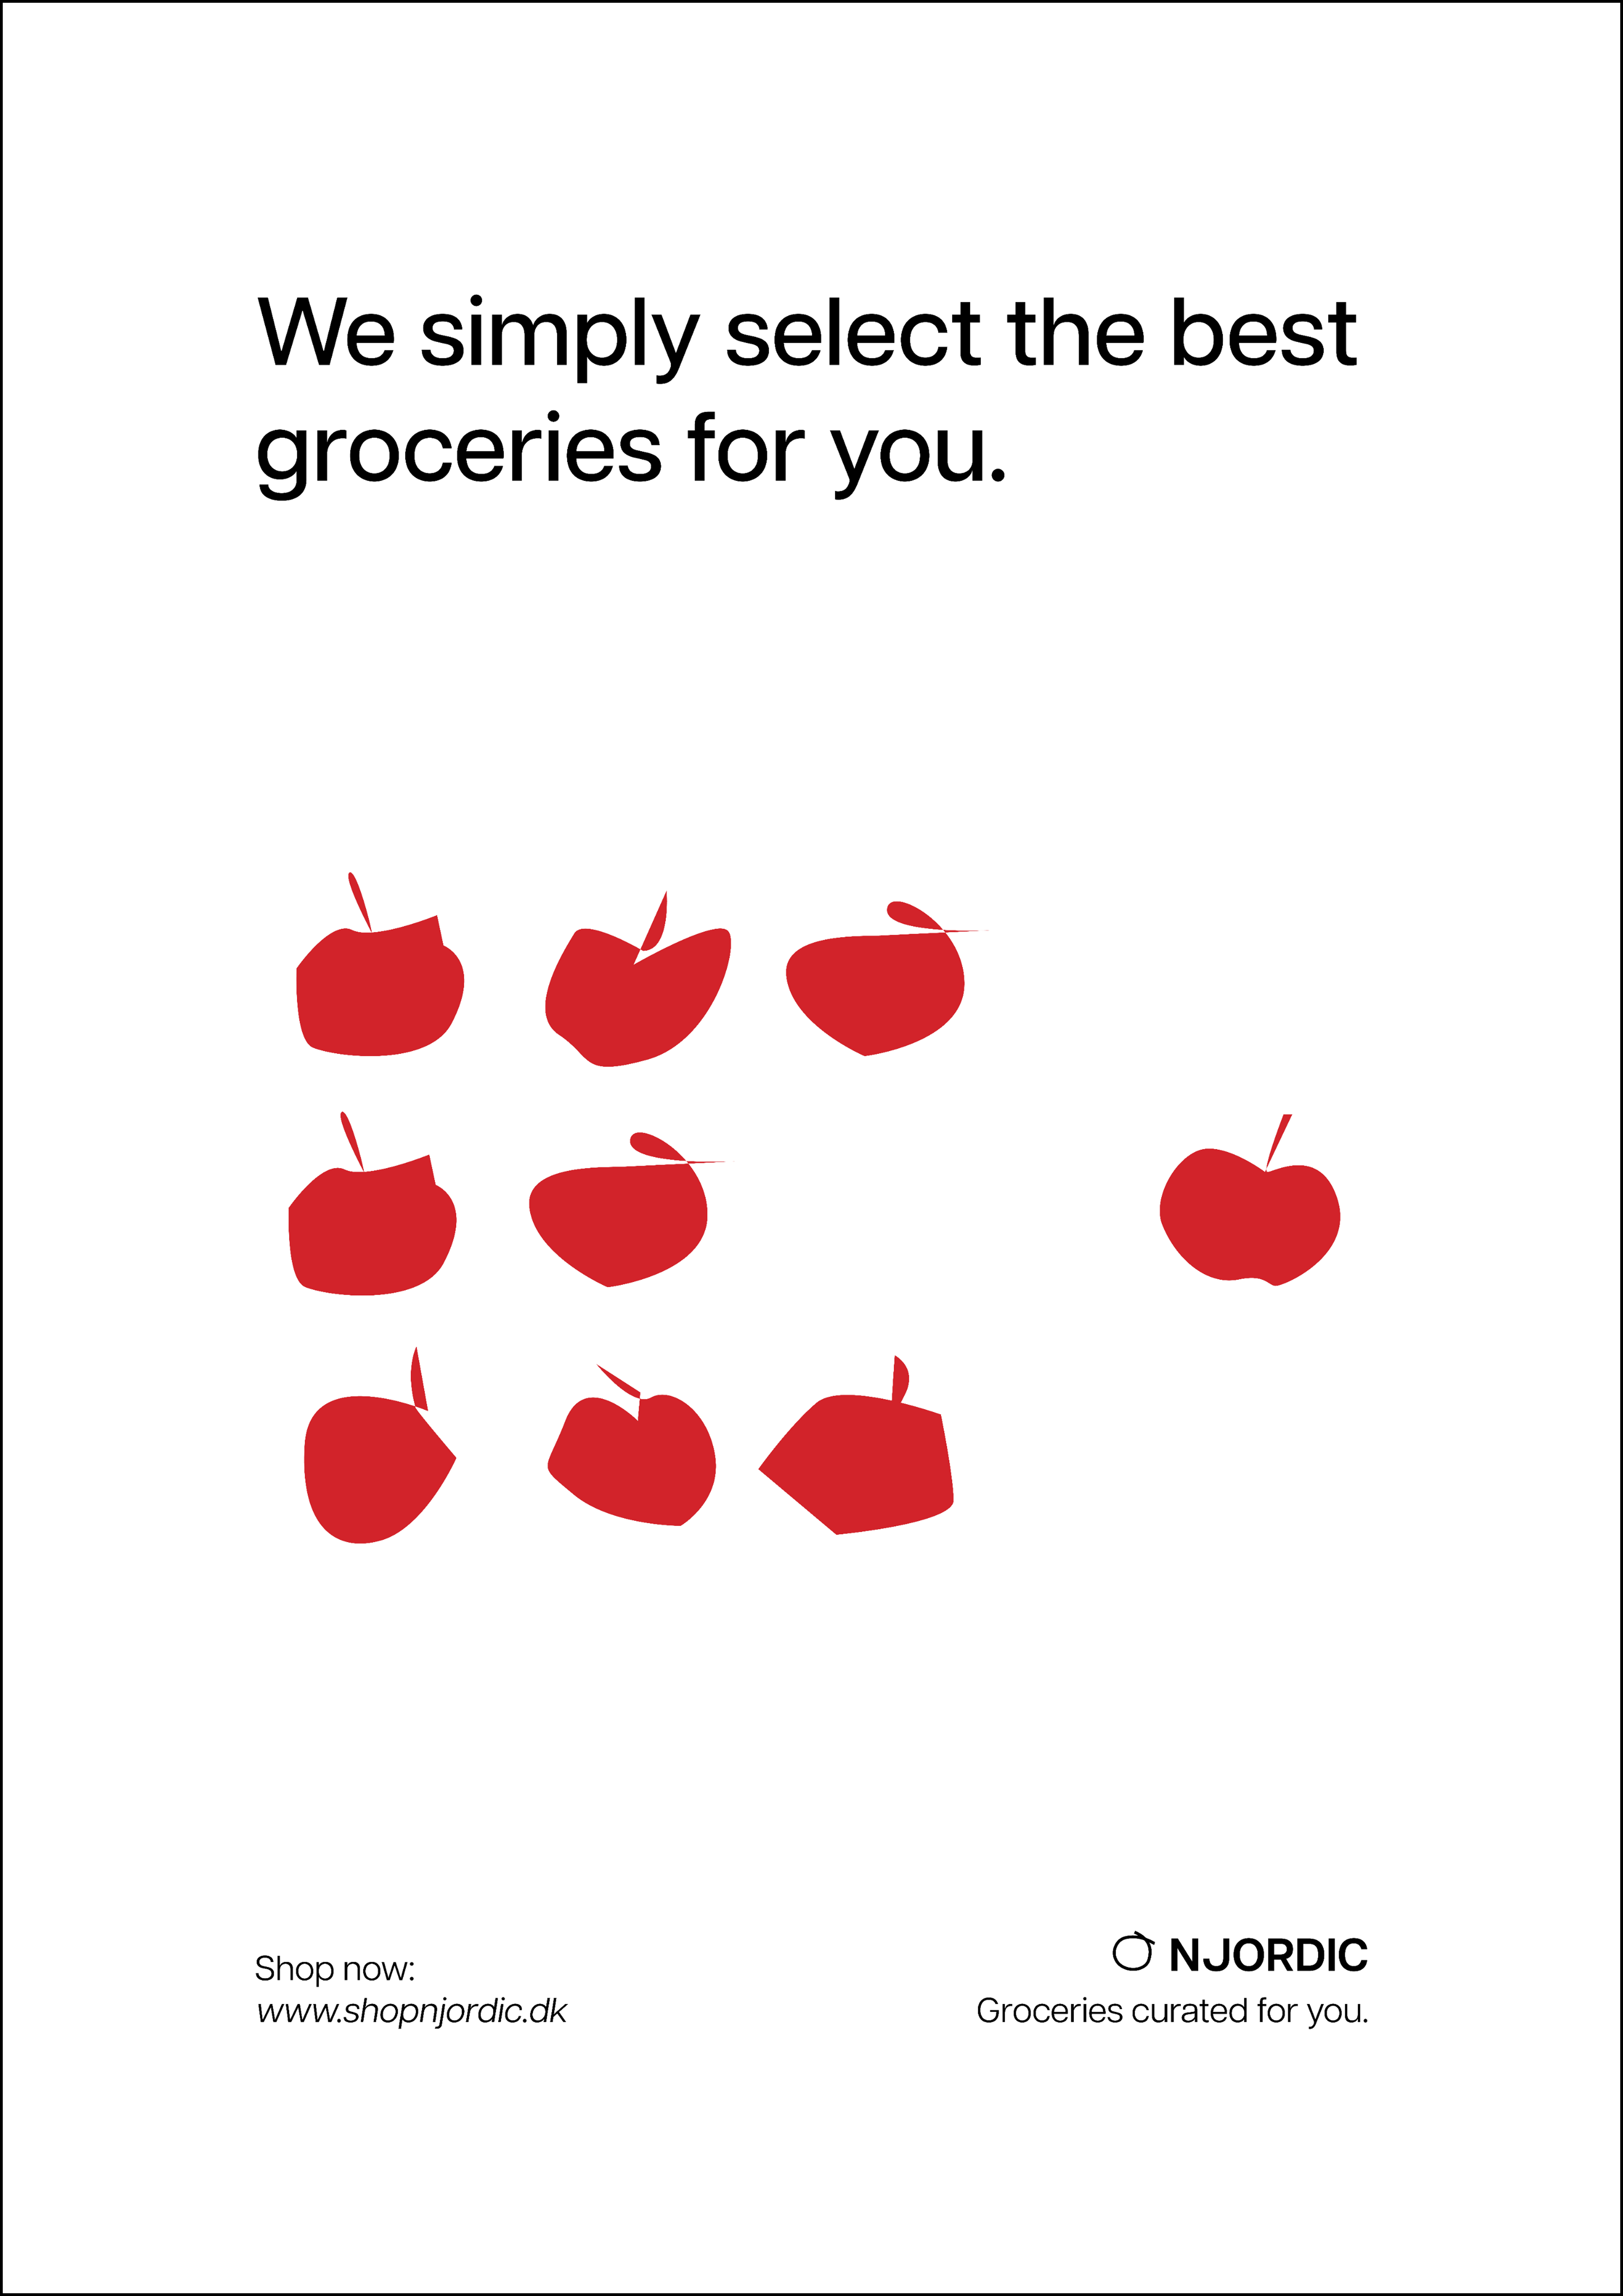 We simply select the best
groceries for you.
Shop now:
www.shopnjordic.dk
NJORDIC
Groceries curated for you.